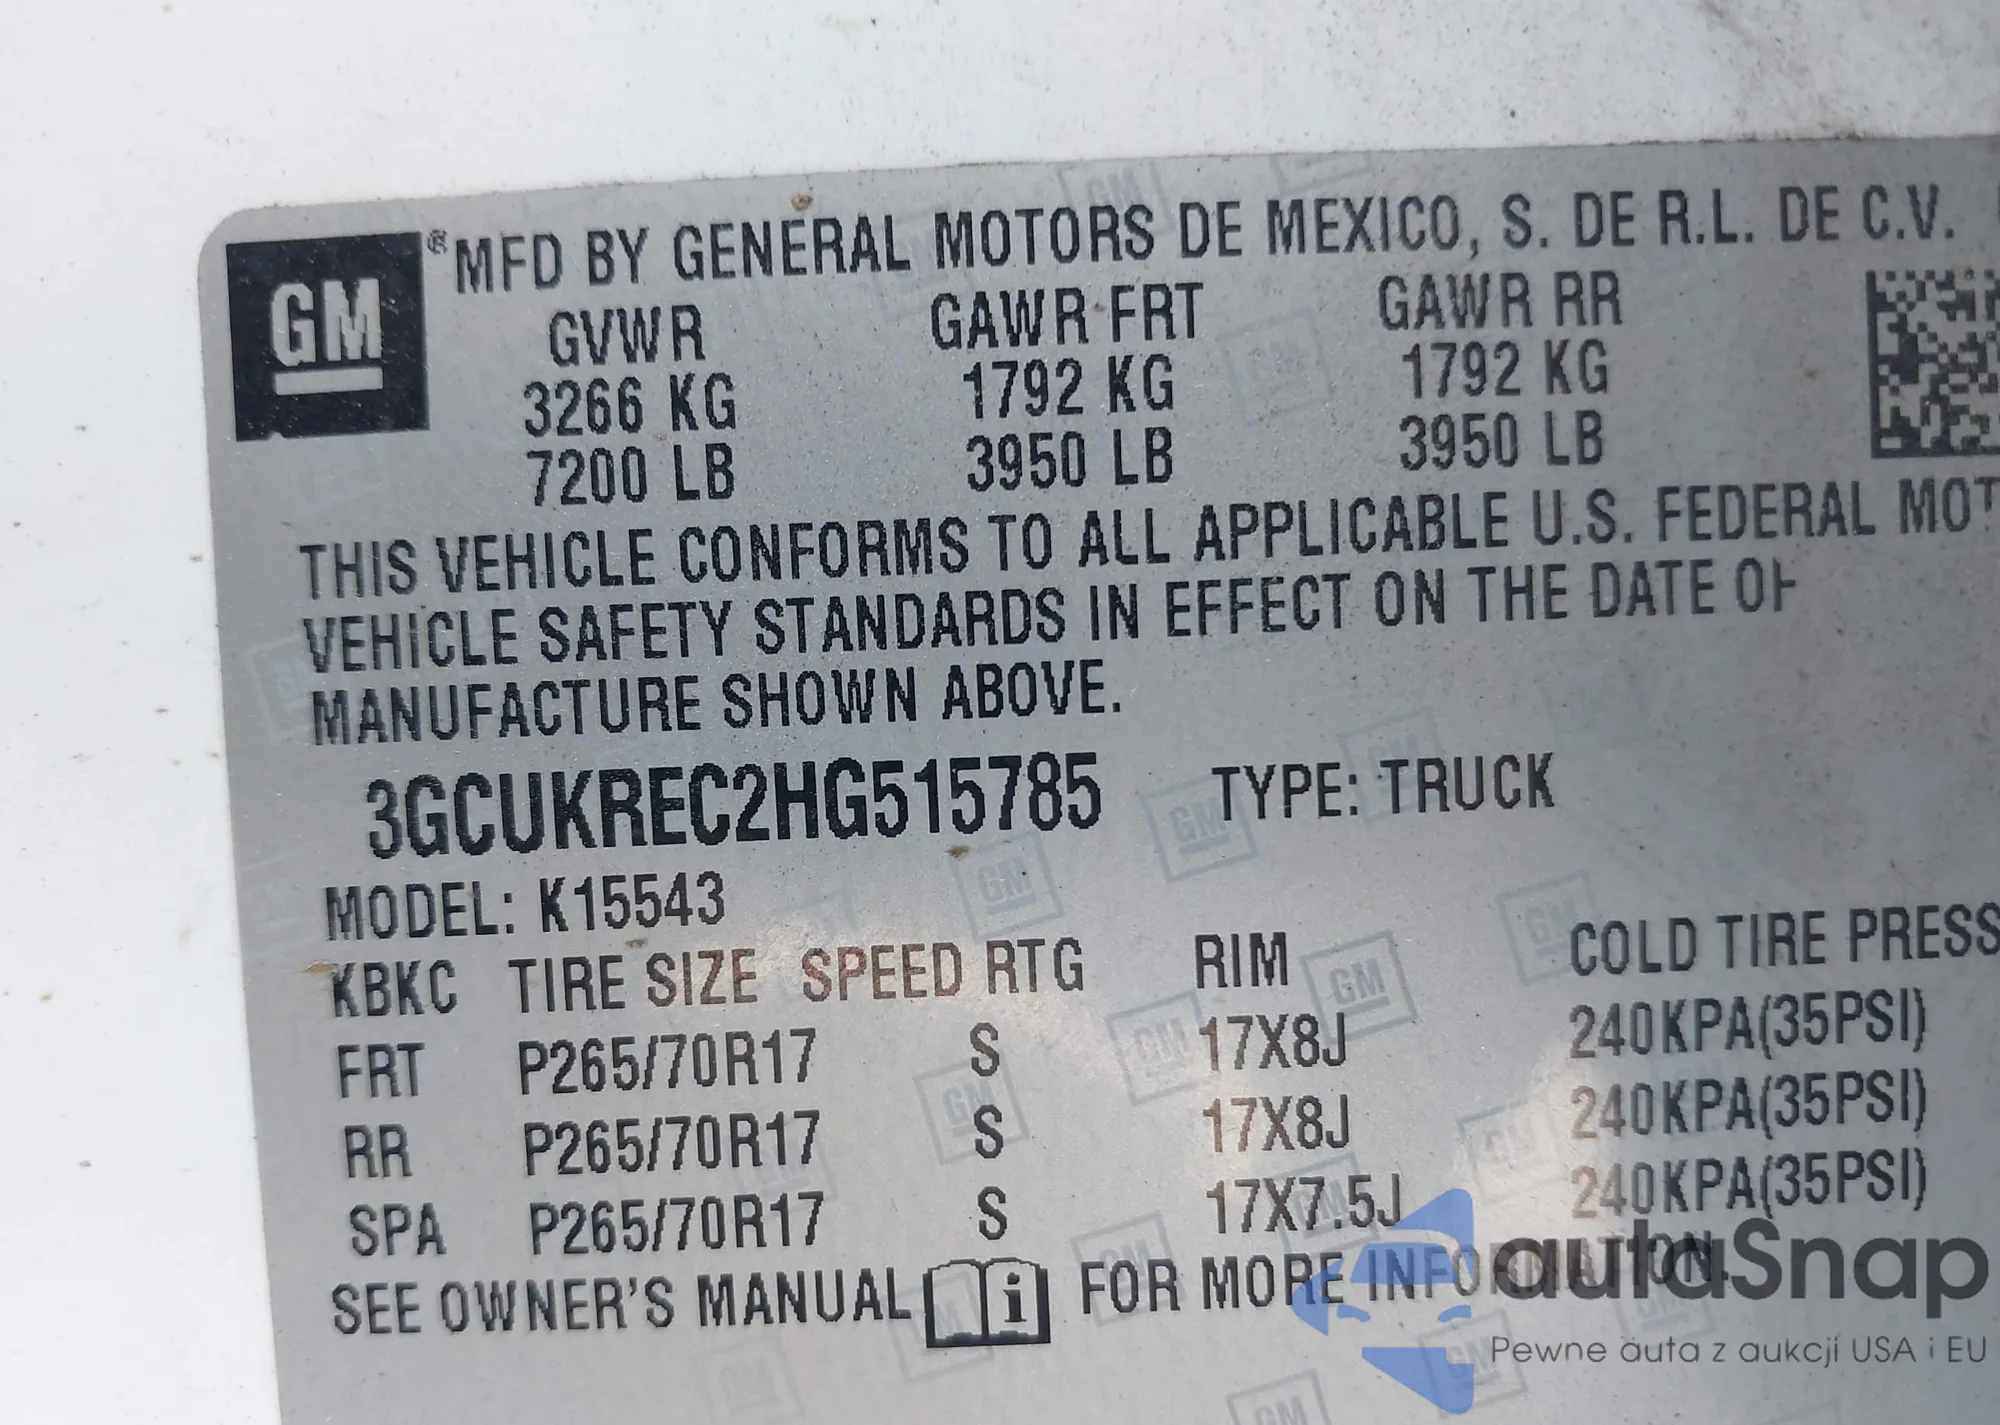 GM ® MFD BY GENERAL MOTORS DE MEXICO, S. DE R.L. DE C.V.
GVWR GAWR FRT GAWR RR
3266 KG 1792 KG 1792 KG
7200 LB 3950 LB 3950 LB
THIS VEHICLE CONFORMS TO ALL APPLICABLE U.S. FEDERAL MOT
VEHICLE SAFETY STANDARDS IN EFFECT ON THE DATE OF
MANUFACTURE SHOWN ABOVE.
3GCUKREC2HG515785 TYPE: TRUCK
MODEL: K15543
KBKC TIRE SIZE SPEED RTG RIM COLD TIRE PRESS
FRT P265/70R17 S 17X8J 240KPA(35PSI)
RR P265/70R17 S 17X8J 240KPA(35PSI)
SPA P265/70R17 S 17X7.5J 240KPA(35PSI)
SEE OWNER'S MANUAL i FOR MORE INFORMATION.
autaSnap
Pewne auta z aukcji USA i EU